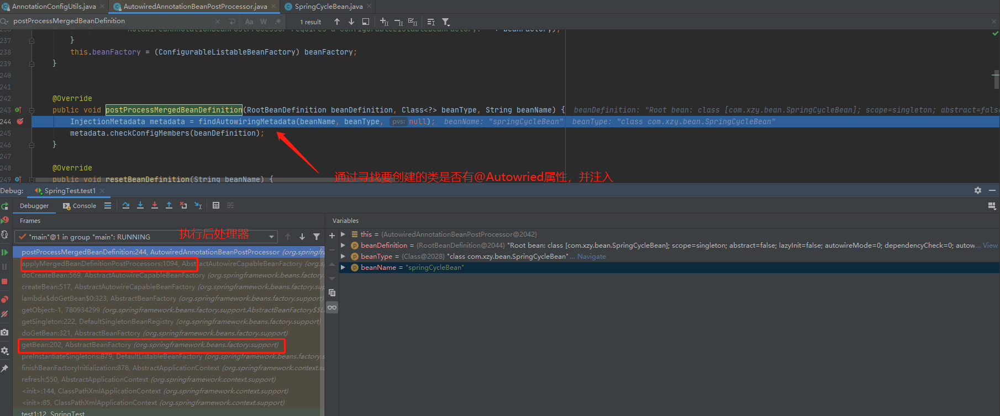 AnnotationConfigUtils.java
AutowiredAnnotationBeanPostProcessor.java
SpringCycleBean.java
postProcessMergedBeanDefinition
Aa W .*
1 result
237 }
238 this.beanFactory = (ConfigurableListableBeanFactory) beanFactory;
239 }
240
241
242 @Override
243 public void postProcessMergedBeanDefinition(RootBeanDefinition beanDefinition, Class<?> beanType, String beanName) { beanDefinition: "Root bean: class [com.xzy.bean.SpringCycleBean]; scope=singleton; abstract=fals
244 InjectionMetadata metadata = findAutowiringMetadata(beanName, beanType, pvs: null); beanName: "springCycleBean" beanType: "class com.xzy.bean.SpringCycleBean"
245 metadata.checkConfigMembers(beanDefinition);
246 }
247
248 @Override
249 public void resetBeanDefinition(String beanName) {
通过寻找要创建的类是否有@Autowried属性，并注入
Debug: SpringTest.test1
Debugger Console
Frames
Variables
"main"@1 in group "main": RUNNING
执行后处理器
postProcessMergedBeanDefinition:244, AutowiredAnnotationBeanPostProcessor (org.springfr
applyMergedBeanDefinitionPostProcessors:1094, AbstractAutowireCapableBeanFactory (org.spring
doCreateBean:569, AbstractAutowireCapableBeanFactory (org.springframework.beans.factory.
createBean:517, AbstractAutowireCapableBeanFactory (org.springframework.beans.factory.sup
lambda$doGetBean$0:323, AbstractBeanFactory (org.springframework.beans.factory.support)
getObject:-1, 780934299 (org.springframework.beans.factory.support.AbstractBeanFactory$$L
getSingleton:222, DefaultSingletonBeanRegistry (org.springframework.beans.factory.support)
doGetBean:321, AbstractBeanFactory (org.springframework.beans.factory.support)
getBean:202, AbstractBeanFactory (org.springframework.beans.factory.support)
preInstantiateSingletons:879, DefaultListableBeanFactory (org.springframework.beans.factory.s
finishBeanFactoryInitialization:878, AbstractApplicationContext (org.springframework.context.su
refresh:550, AbstractApplicationContext (org.springframework.context.support)
<init>:144, ClassPathXmlApplicationContext (org.springframework.context.support)
<init>:85, ClassPathXmlApplicationContext (org.springframework.context.support)
test1:12, SpringTest
this = {AutowiredAnnotationBeanPostProcessor@2042}
beanDefinition = {RootBeanDefinition@2044} "Root bean: class [com.xzy.bean.SpringCycleBean]; scope=singleton; abstract=false; lazyInit=false; autowireMode=0; dependencyCheck=0; autow... View
beanType = {Class@2028} "class com.xzy.bean.SpringCycleBean"... Navigate
beanName = "springCycleBean"